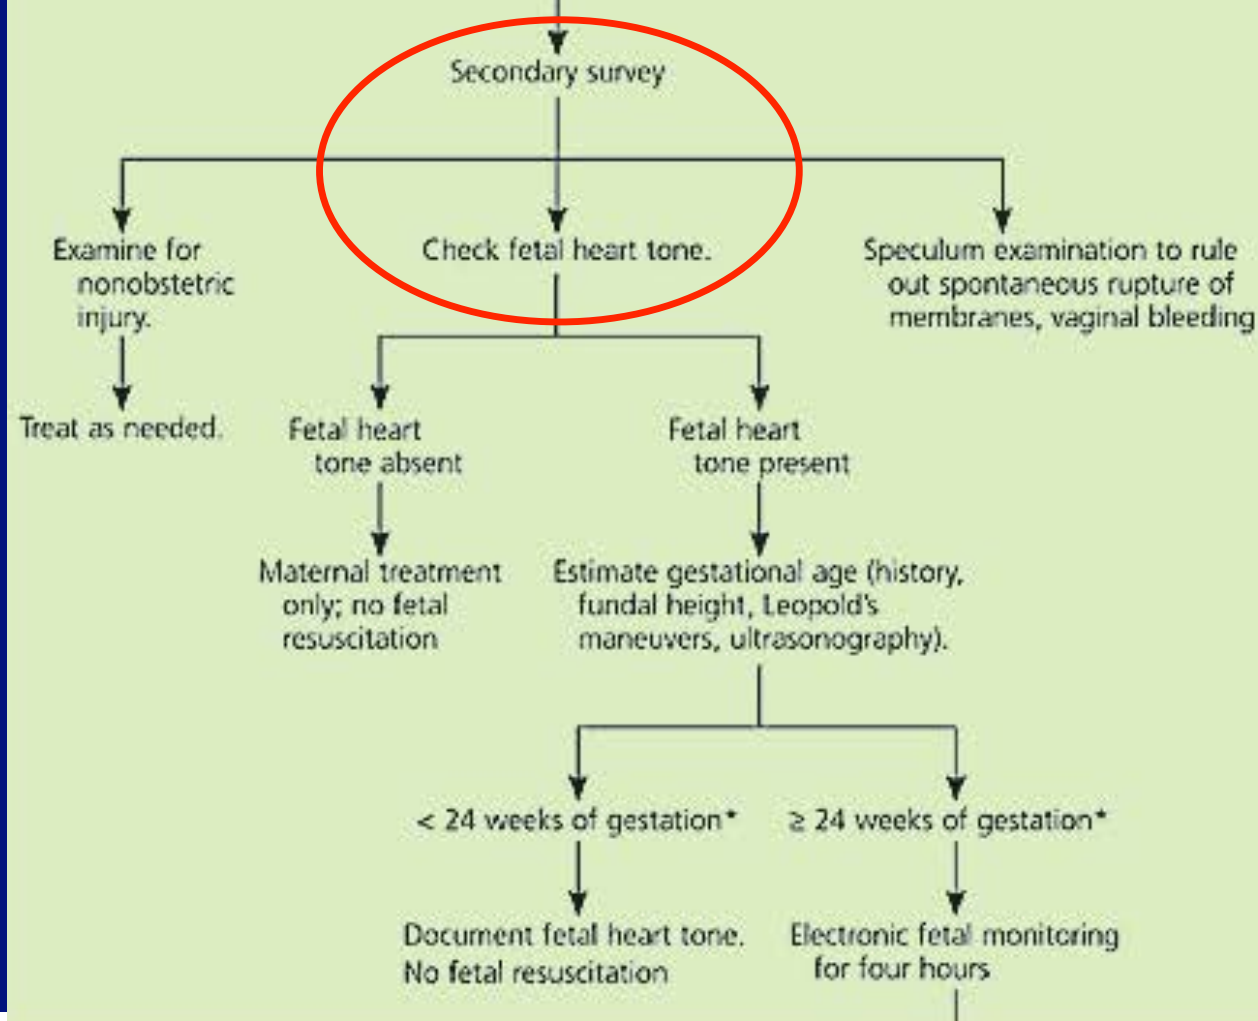 Secondary survey
Examine for
nonobstetric
injury.
Check fetal heart tone.
Speculum examination to rule
out spontaneous rupture of
membranes, vaginal bleeding
Treat as needed.
Fetal heart
tone absent
Fetal heart
tone present
Maternal treatment
only; no fetal
resuscitation
Estimate gestational age (history,
fundal height, Leopold's
maneuvers, ultrasonography).
< 24 weeks of gestation*
≥ 24 weeks of gestation*
Document fetal heart tone.
No fetal resuscitation
Electronic fetal monitoring
for four hours